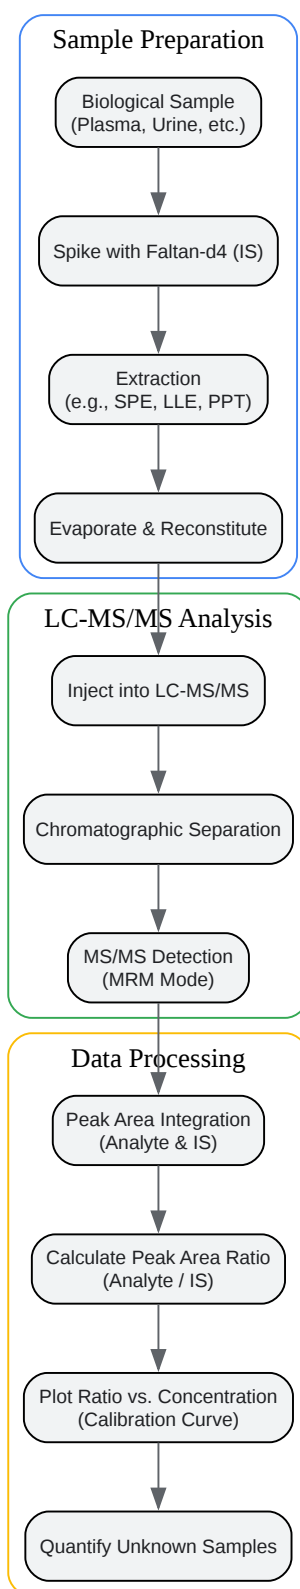 Sample Preparation
Biological Sample
(Plasma, Urine, etc.)
Spike with Faltan-d4 (IS)
Extraction
(e.g., SPE, LLE, PPT)
Evaporate & Reconstitute
LC-MS/MS Analysis
Inject into LC-MS/MS
Chromatographic Separation
MS/MS Detection
(MRM Mode)
Data Processing
Peak Area Integration
(Analyte & IS)
Calculate Peak Area Ratio
(Analyte / IS)
Plot Ratio vs. Concentration
(Calibration Curve)
Quantify Unknown Samples